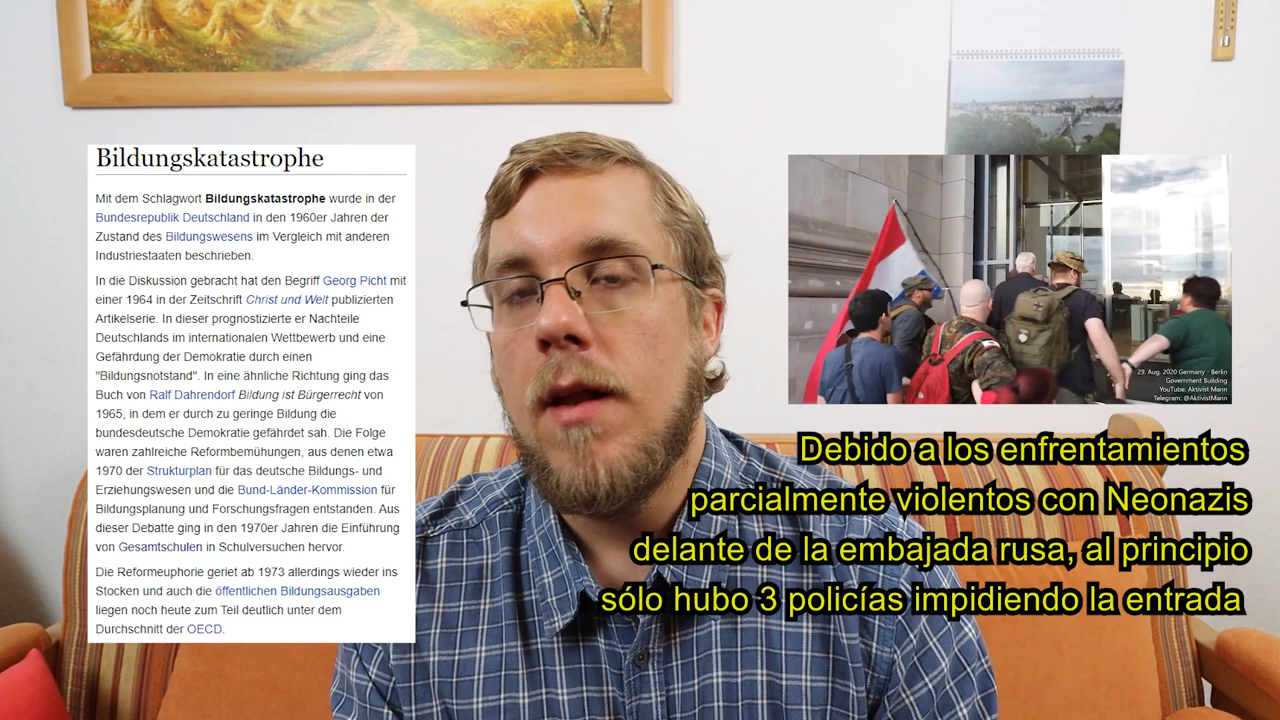 Bildungskatastrophe
Mit dem Schlagwort Bildungskatastrophe wurde in der
Bundesrepublik Deutschland in den 1960er Jahren der
Zustand des Bildungswesens im Vergleich mit anderen
Industriestaaten beschrieben.
In die Diskussion gebracht hat den Begriff Georg Picht mit
einer 1964 in der Zeitschrift Christ und Welt publizierten
Artikelserie. In dieser prognostizierte er Nachteile
Deutschlands im internationalen Wettbewerb und eine
Gefährdung der Demokratie durch einen
"Bildungsnotstand". In eine ähnliche Richtung ging das
Buch von Ralf Dahrendorf Bildung ist Bürgerrecht von
1965, in dem er durch zu geringe Bildung die
bundesdeutsche Demokratie gefährdet sah. Die Folge
waren zahlreiche Reformbemühungen, aus denen etwa
1970 der Strukturplan für das deutsche Bildungs- und
Erziehungswesen und die Bund-Länder-Kommission für
Bildungsplanung und Forschungsfragen entstanden. Aus
dieser Debatte ging in den 1970er Jahren die Einführung
von Gesamtschulen in Schulversuchen hervor.
Die Reformeuphorie geriet ab 1973 allerdings wieder ins
Stocken und auch die öffentlichen Bildungsausgaben
liegen noch heute zum Teil deutlich unter dem
Durchschnitt der OECD.
29. Aug. 2020 Germany - Berlin
Government Building
YouTube: Aktivist Mann
Telegram: @AktivistMann
Debido a los enfrentamientos
parcialmente violentos con Neonazis
delante de la embajada rusa, al principio
sólo hubo 3 policías impidiendo la entrada